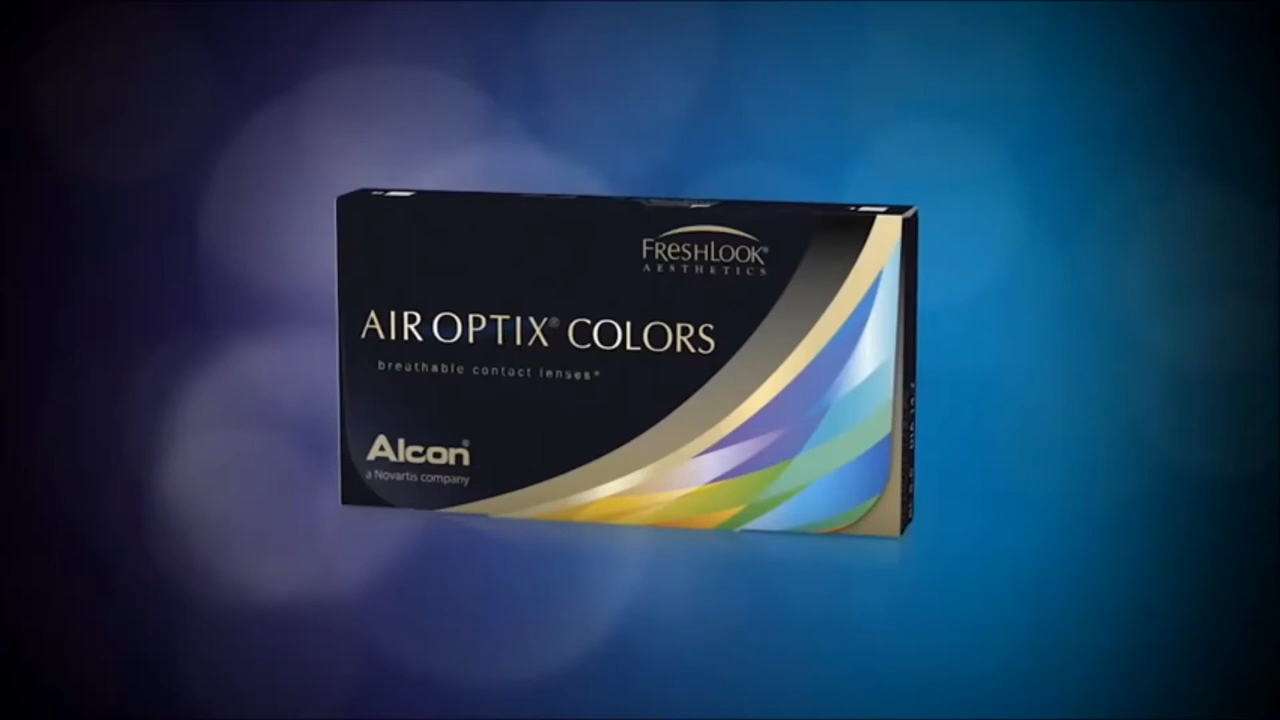 FRESHLOOK®
AESTHETICS
AIR OPTIX® COLORS
breathable contact lenses*
Alcon®
a Novartis company